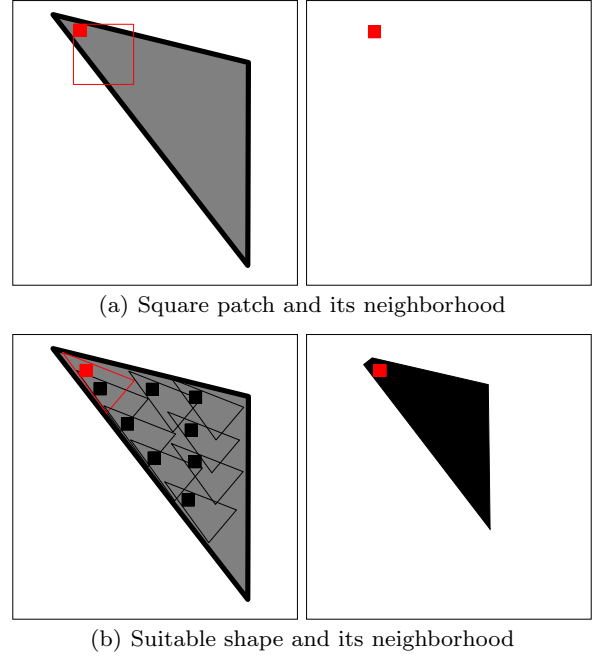 (a) Square patch and its neighborhood
(b) Suitable shape and its neighborhood